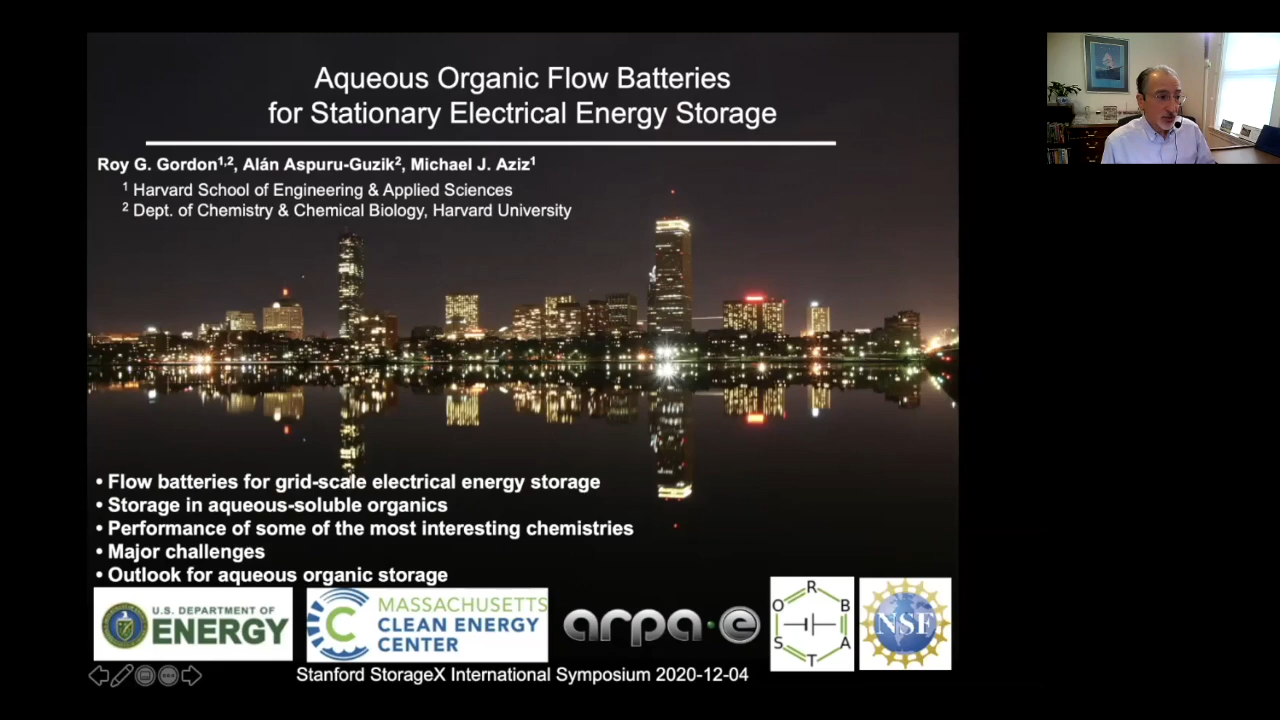 Aqueous Organic Flow Batteries
for Stationary Electrical Energy Storage
Roy G. Gordon¹,², Alán Aspuru-Guzik², Michael J. Aziz¹
¹ Harvard School of Engineering & Applied Sciences
² Dept. of Chemistry & Chemical Biology, Harvard University
• Flow batteries for grid-scale electrical energy storage
• Storage in aqueous-soluble organics
• Performance of some of the most interesting chemistries
• Major challenges
• Outlook for aqueous organic storage
U.S. DEPARTMENT OF
ENERGY
MASSACHUSETTS
CLEAN ENERGY
CENTER
arpa·e
O R B
S T A
NSF
Stanford StorageX International Symposium 2020-12-04